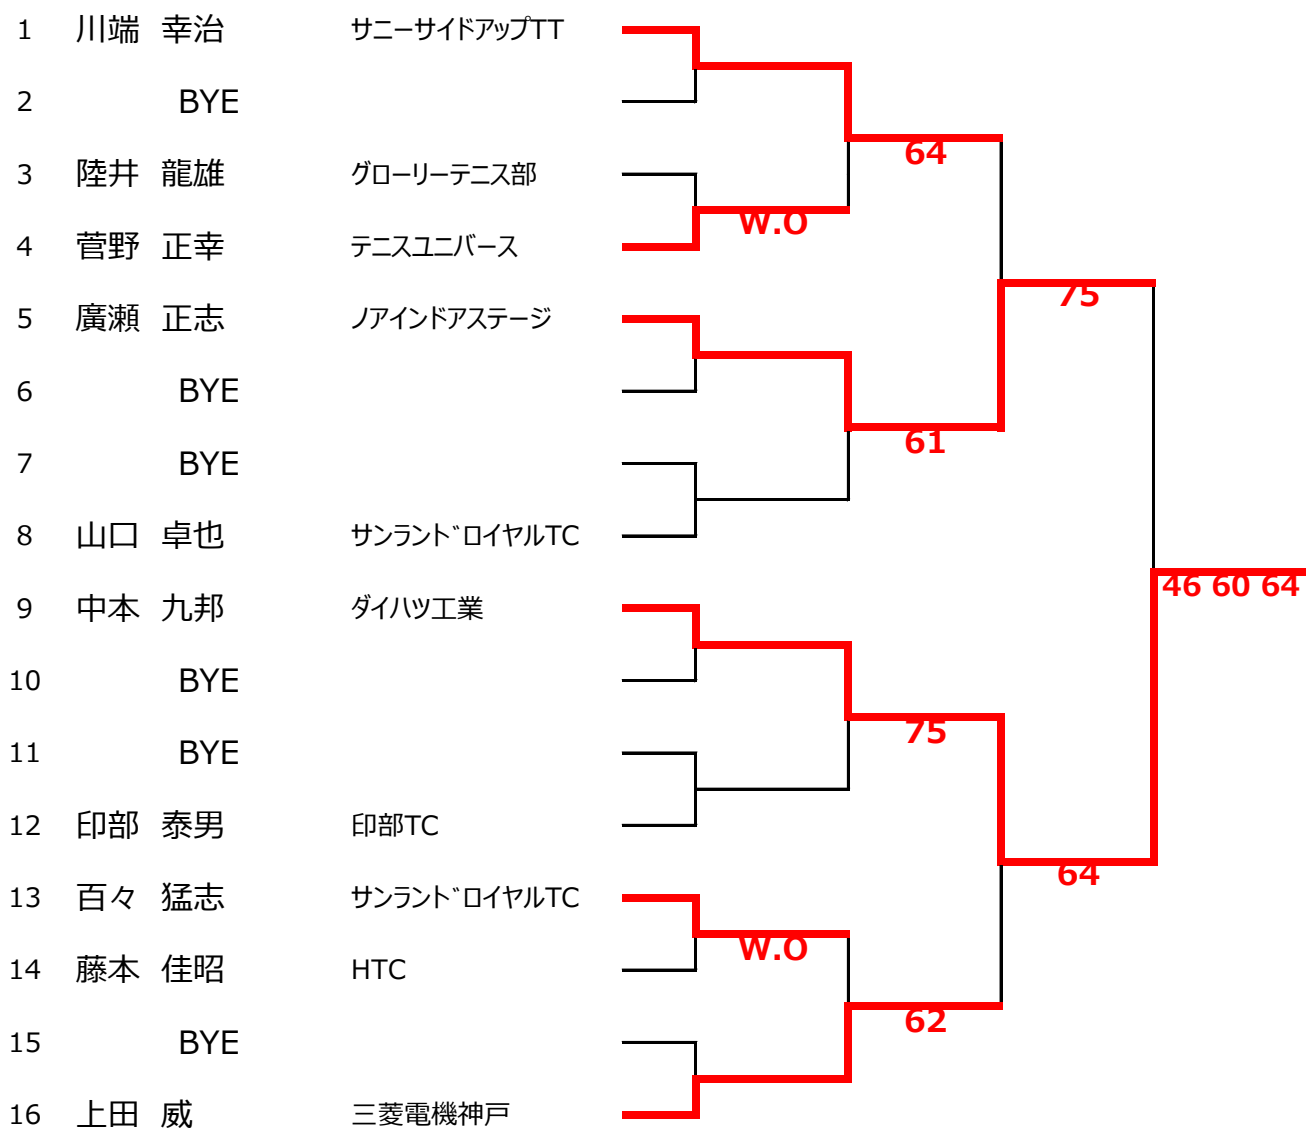 1 川端 幸治 サニーサイドアップTT
2 BYE
64
3 陸井 龍雄 グローリーテニス部
W.O
4 菅野 正幸 テニスユニバース
75
5 廣瀬 正志 ノアインドアステージ
6 BYE
61
7 BYE
8 山口 卓也 サンランド゛ロイヤルTC
46 60 64
9 中本 九邦 ダイハツ工業
10 BYE
75
11 BYE
12 印部 泰男 印部TC
64
13 百々 猛志 サンランド゛ロイヤルTC
W.O
14 藤本 佳昭 HTC
62
15 BYE
16 上田 威 三菱電機神戸